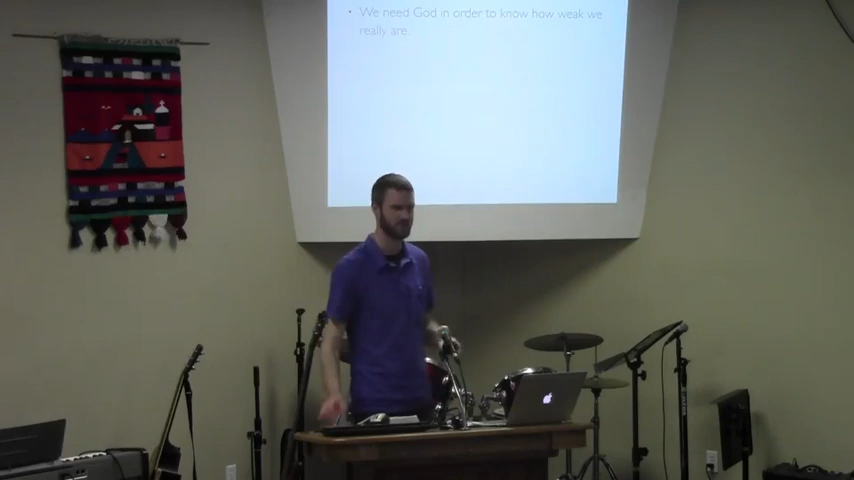 • We need God in order to know how weak we
really are.